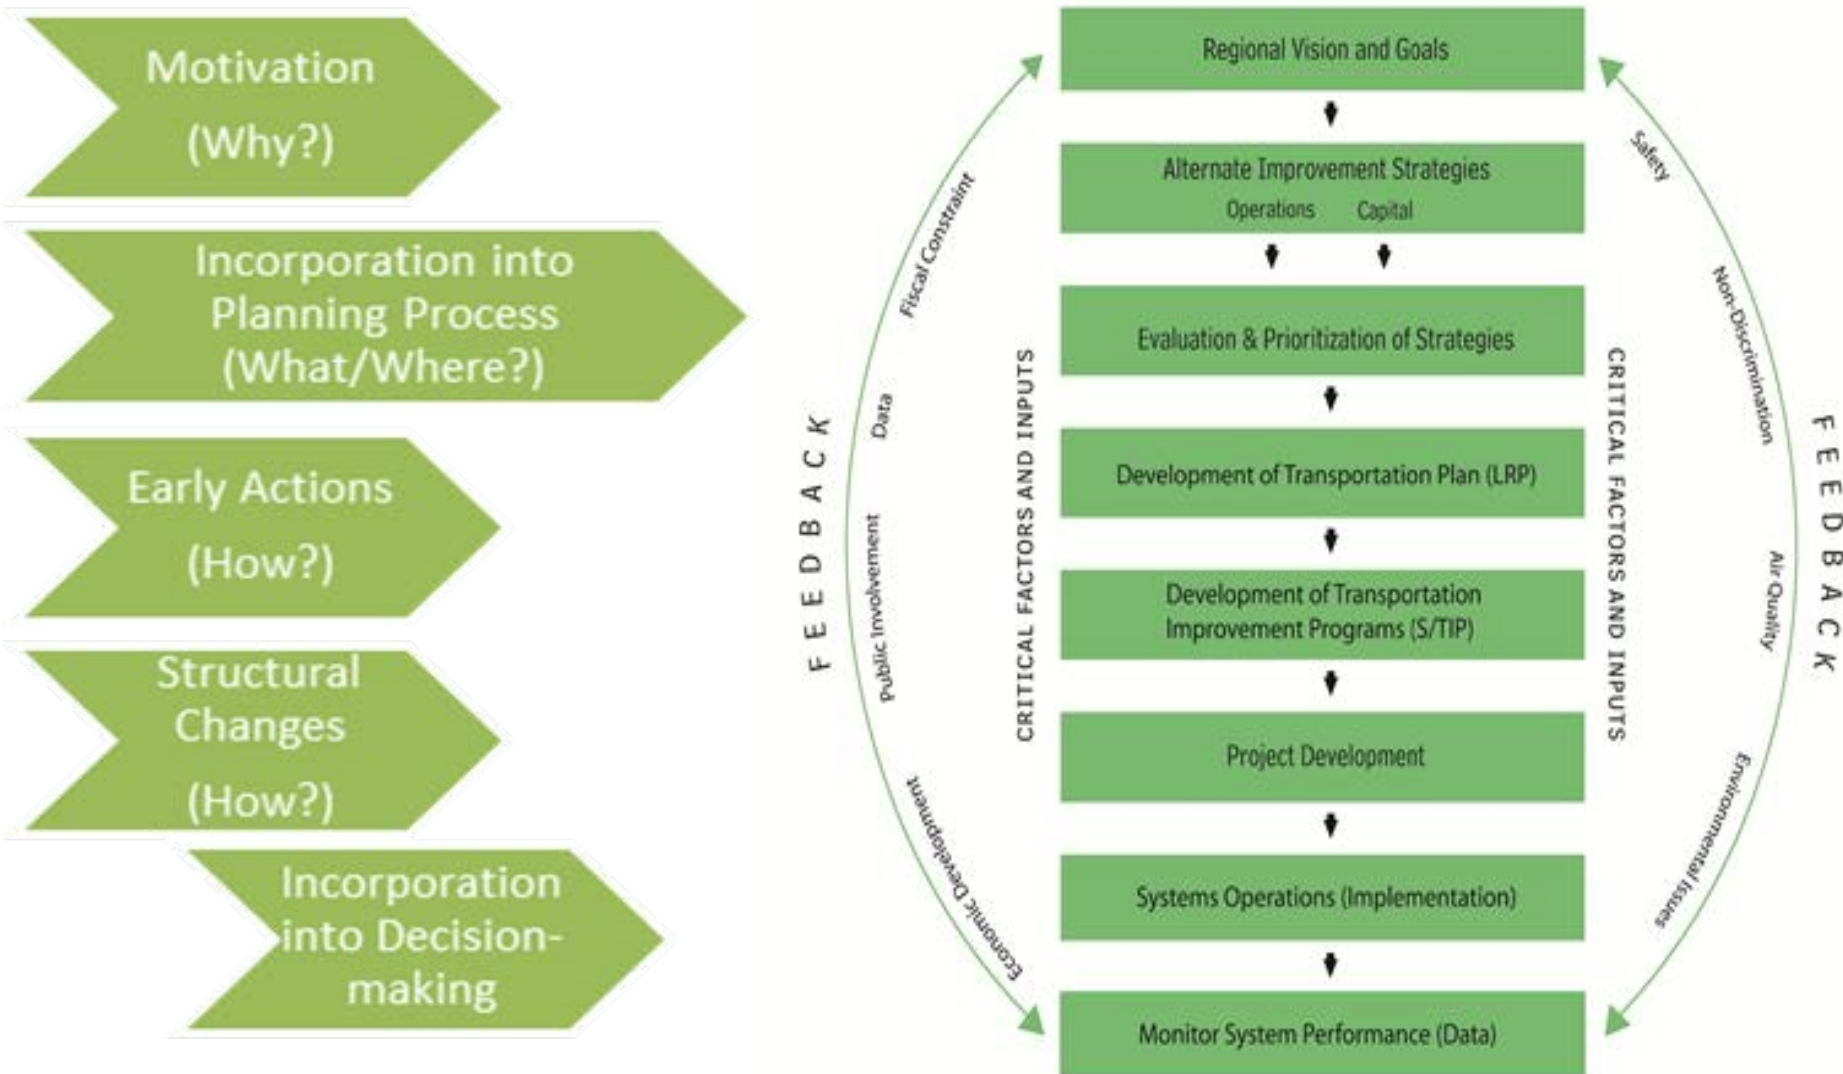 Motivation
(Why?)
Incorporation into
Planning Process
(What/Where?)
Early Actions
(How?)
Structural
Changes
(How?)
Incorporation
into Decision-
making
FEEDBACK
Fiscal Constraint
Data
Public Involvement
Economic Development
CRITICAL FACTORS AND INPUTS
Regional Vision and Goals
Alternate Improvement Strategies
Operations Capital
Evaluation & Prioritization of Strategies
Development of Transportation Plan (LRP)
Development of Transportation
Improvement Programs (S/TIP)
Project Development
Systems Operations (Implementation)
Monitor System Performance (Data)
CRITICAL FACTORS AND INPUTS
Safety
Non-Discrimination
Air Quality
Environmental Issues
FEEDBACK